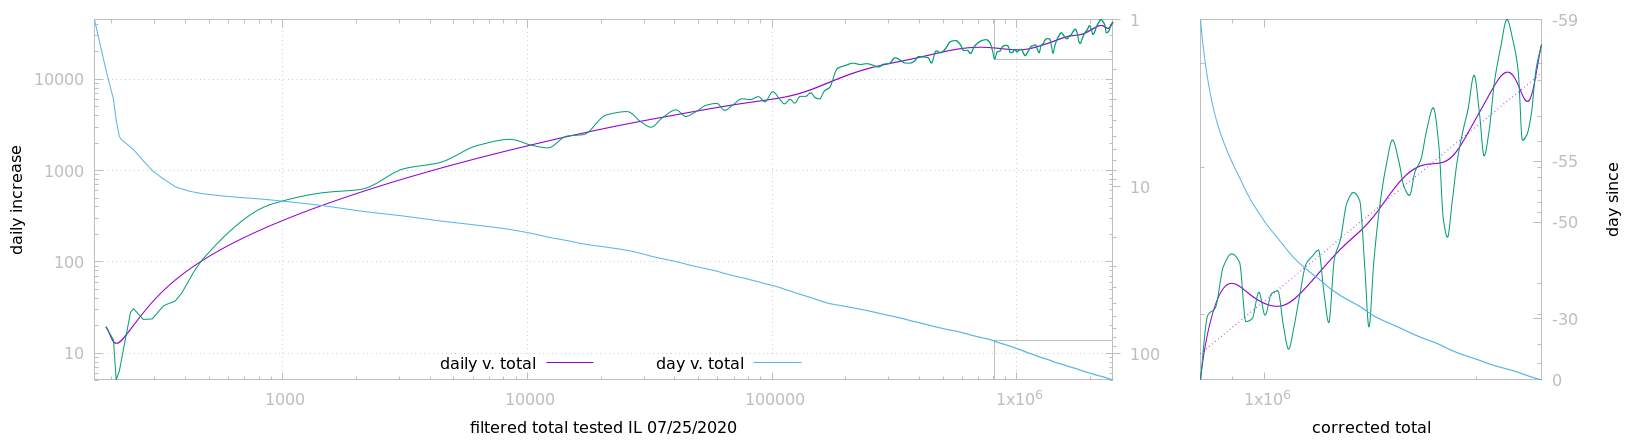 daily increase
10000
1000
100
10
1000
10000
100000
1x10^6
1
10
100
daily v. total
day v. total
filtered total tested IL 07/25/2020
-59
-55
-50
-30
0
day since
1x10^6
corrected total